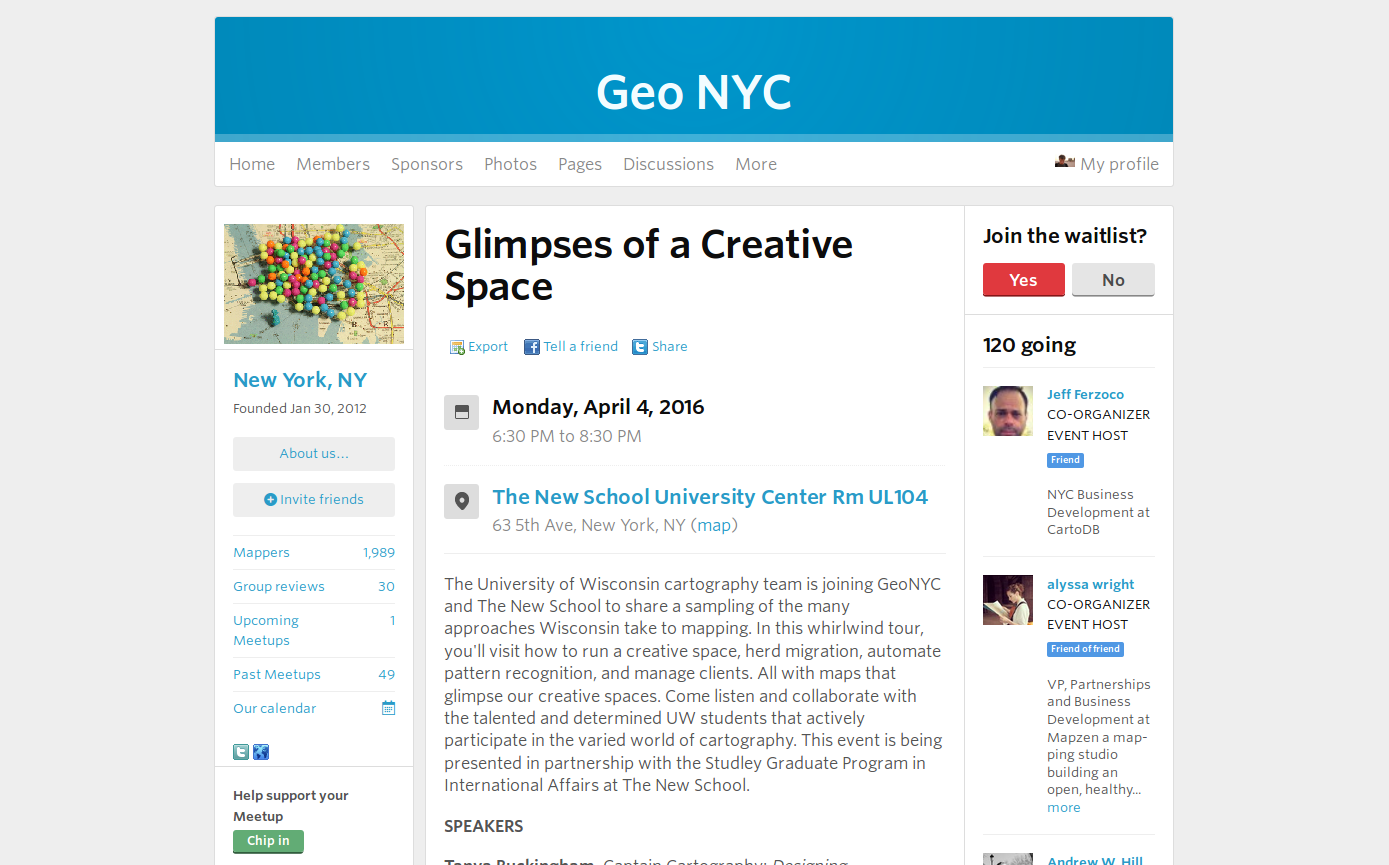 Geo NYC
Home Members Sponsors Photos Pages Discussions More My profile
New York, NY
Founded Jan 30, 2012
About us…
Invite friends
Mappers 1,989
Group reviews 30
Upcoming
Meetups 1
Past Meetups 49
Our calendar
Help support your
Meetup
Chip in
Glimpses of a Creative
Space
Export Tell a friend Share
Monday, April 4, 2016
6:30 PM to 8:30 PM
The New School University Center Rm UL104
63 5th Ave, New York, NY (map)
The University of Wisconsin cartography team is joining GeoNYC
and The New School to share a sampling of the many
approaches Wisconsin take to mapping. In this whirlwind tour,
you'll visit how to run a creative space, herd migration, automate
pattern recognition, and manage clients. All with maps that
glimpse our creative spaces. Come listen and collaborate with
the talented and determined UW students that actively
participate in the varied world of cartography. This event is being
presented in partnership with the Studley Graduate Program in
International Affairs at The New School.
SPEAKERS
Tanya Buckingham, Captain Cartography: Designing
Join the waitlist?
Yes No
120 going
Jeff Ferzoco
CO-ORGANIZER
EVENT HOST
Friend
NYC Business
Development at
CartoDB
alyssa wright
CO-ORGANIZER
EVENT HOST
Friend of friend
VP, Partnerships
and Business
Development at
Mapzen a map-
ping studio
building an
open, healthy...
more
Andrew W. Hill